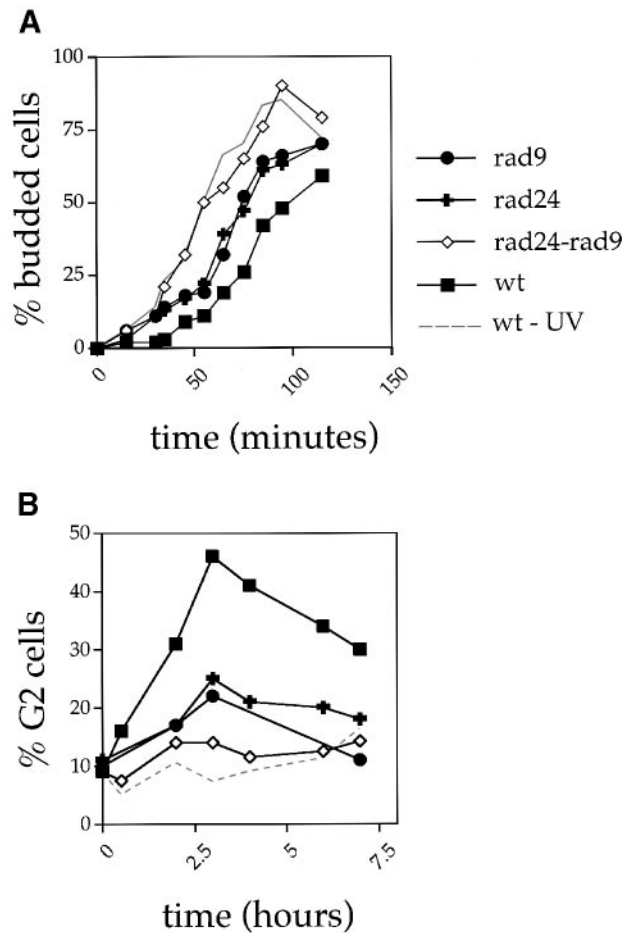 A
100
75
50
25
0
% budded cells
0
50
100
150
time (minutes)
rad9
rad24
rad24-rad9
wt
wt - UV
B
50
40
30
20
10
0
% G2 cells
0
2.5
5
7.5
time (hours)